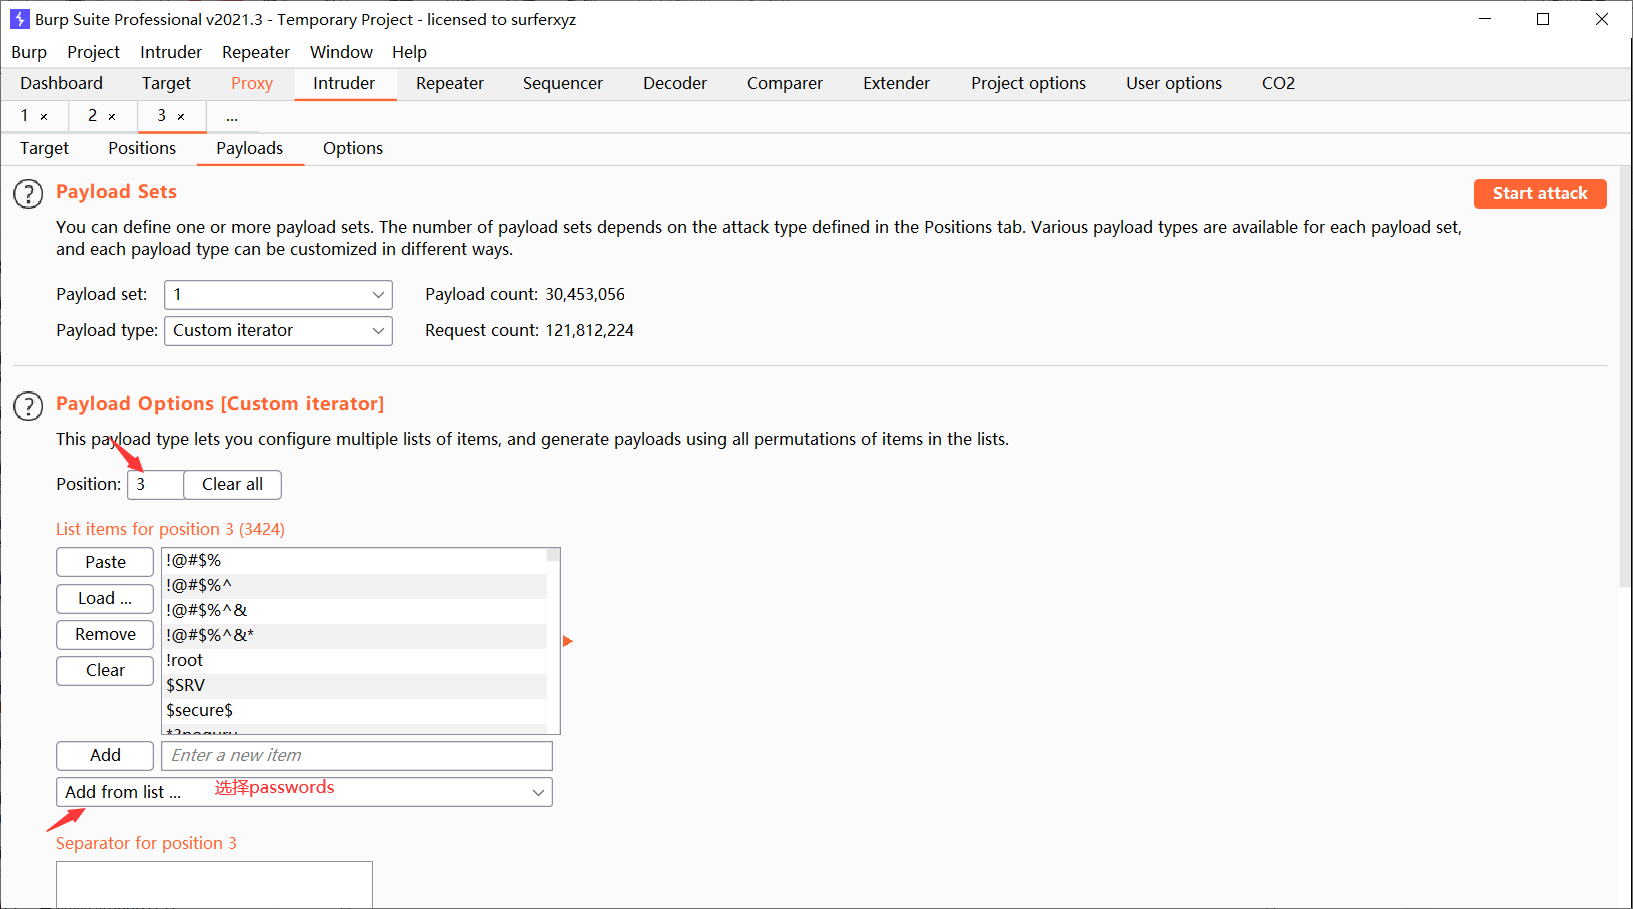 Burp Suite Professional v2021.3 - Temporary Project - licensed to surferxyz
Burp Project Intruder Repeater Window Help
Dashboard Target Proxy Intruder Repeater Sequencer Decoder Comparer Extender Project options User options CO2
1 × 2 × 3 × ...
Target Positions Payloads Options
? Payload Sets
Start attack
You can define one or more payload sets. The number of payload sets depends on the attack type defined in the Positions tab. Various payload types are available for each payload set,
and each payload type can be customized in different ways.
Payload set: 1 Payload count: 30,453,056
Payload type: Custom iterator Request count: 121,812,224
? Payload Options [Custom iterator]
This payload type lets you configure multiple lists of items, and generate payloads using all permutations of items in the lists.
Position: 3 Clear all
List items for position 3 (3424)
Paste !@#$%
!@#$%^
Load ... !@#$%^&
Remove !@#$%^&*
!root
Clear $SRV
$secure$
Add Enter a new item
Add from list ... 选择passwords
Separator for position 3